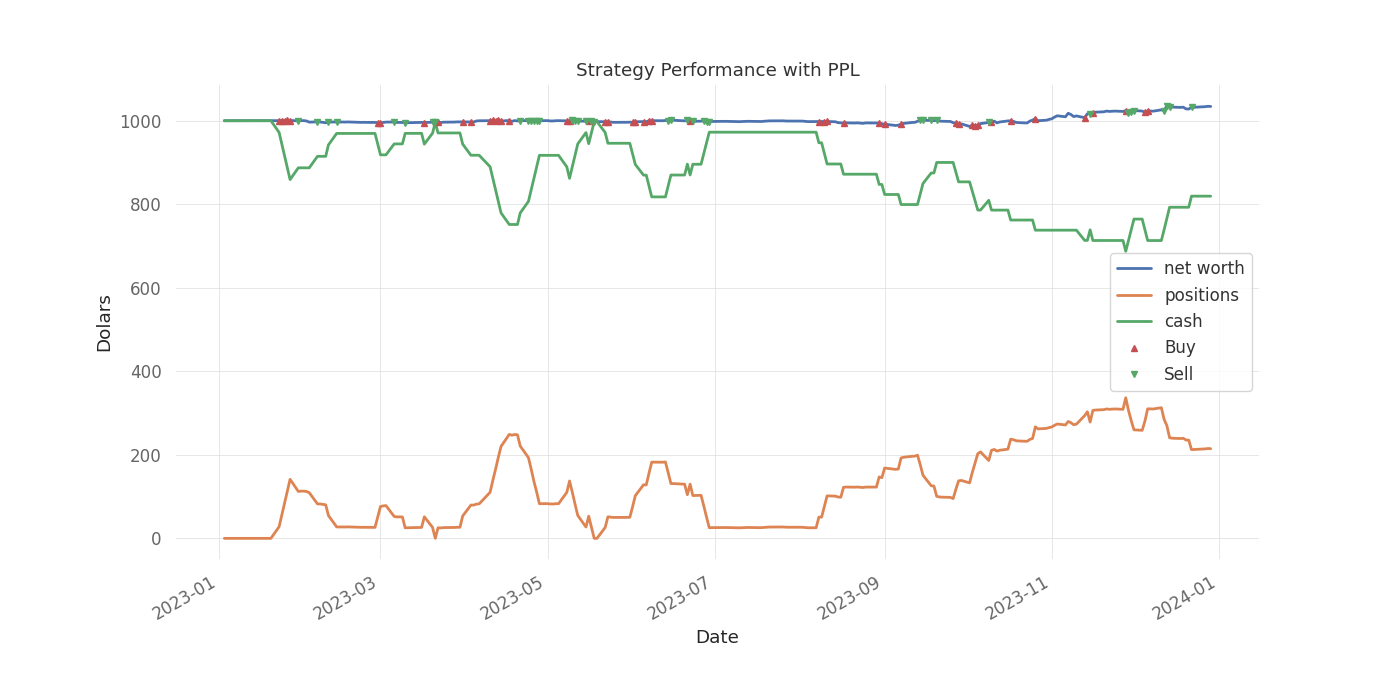 Strategy Performance with PPL
1000
800
600
400
200
0
Dolars
net worth
positions
cash
Buy
Sell
2023-01
2023-03
2023-05
2023-07
2023-09
2023-11
2024-01
Date